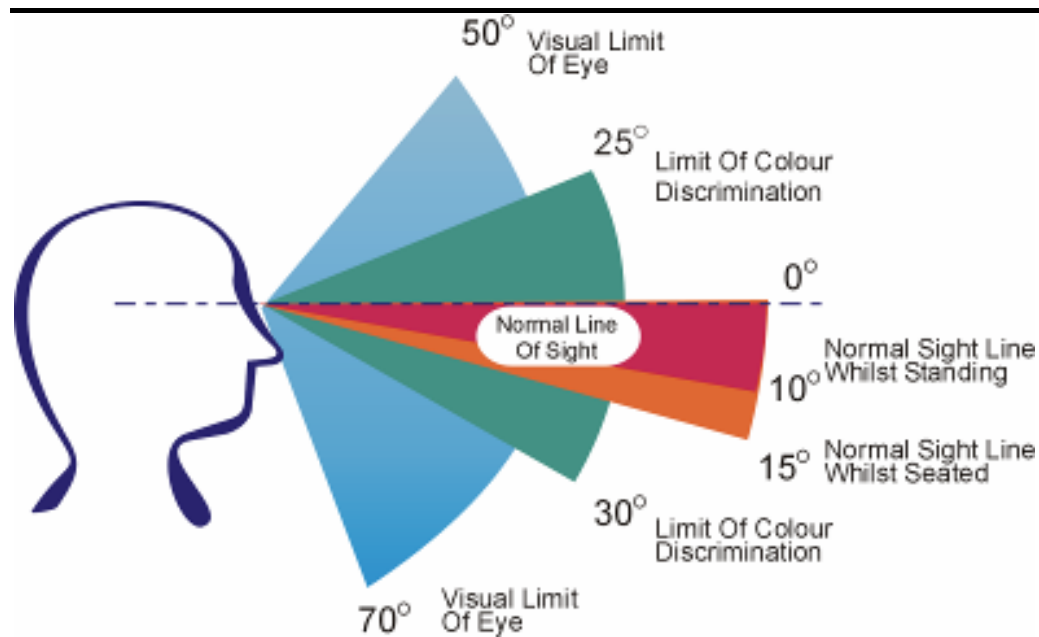 50° Visual Limit
Of Eye
25° Limit Of Colour
Discrimination
0°
Normal Line
Of Sight
10° Normal Sight Line
Whilst Standing
15° Normal Sight Line
Whilst Seated
30° Limit Of Colour
Discrimination
70° Visual Limit
Of Eye